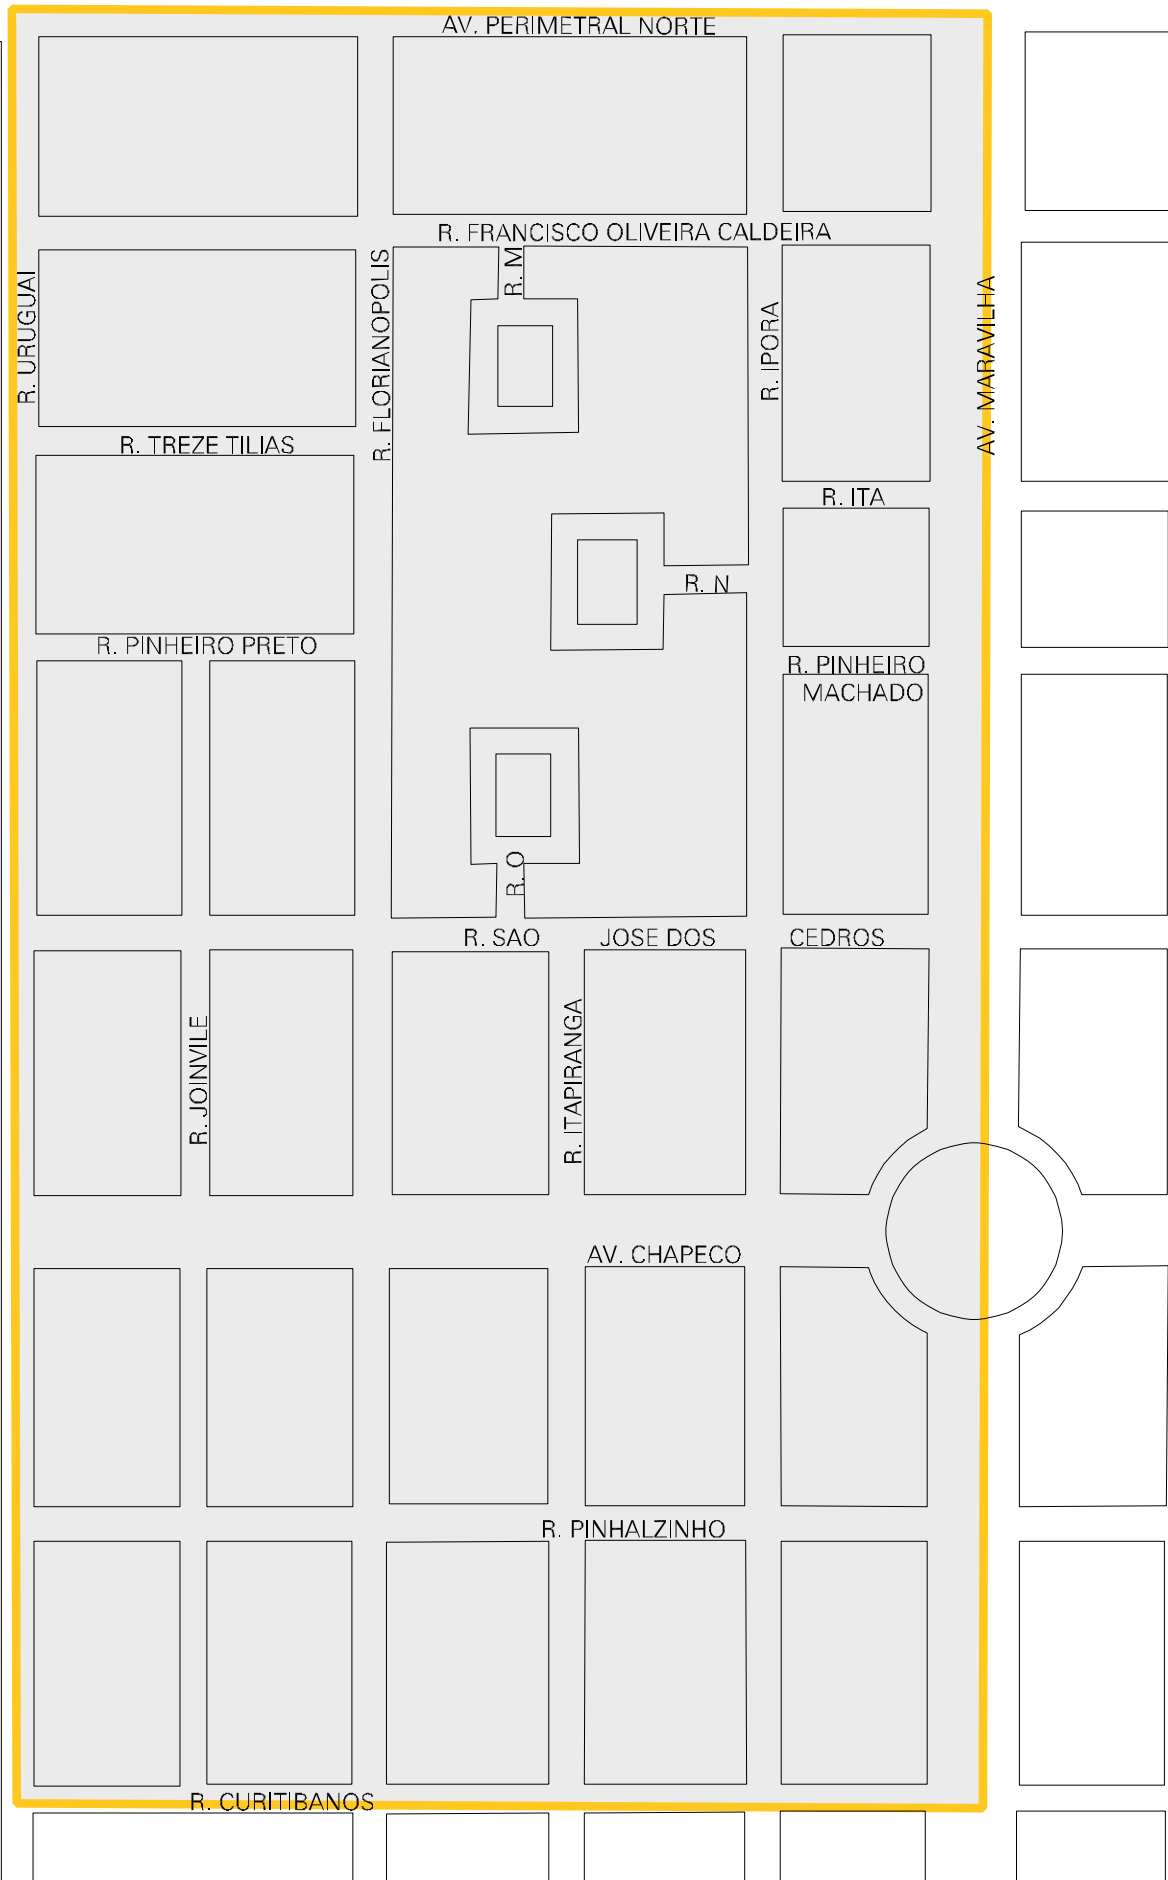 AV. PERIMETRAL NORTE
R. FRANCISCO OLIVEIRA CALDEIRA
R. M
R. URUGUAI
R. FLORIANOPOLIS
R. IPORA
AV. MARAVILHA
R. TREZE TILIAS
R. ITA
R. N
R. PINHEIRO PRETO
R. PINHEIRO
MACHADO
R. O
R. SAO JOSE DOS CEDROS
R. JOINVILE
R. ITAPIRANGA
AV. CHAPECO
R. PINHALZINHO
R. CURITIBANOS